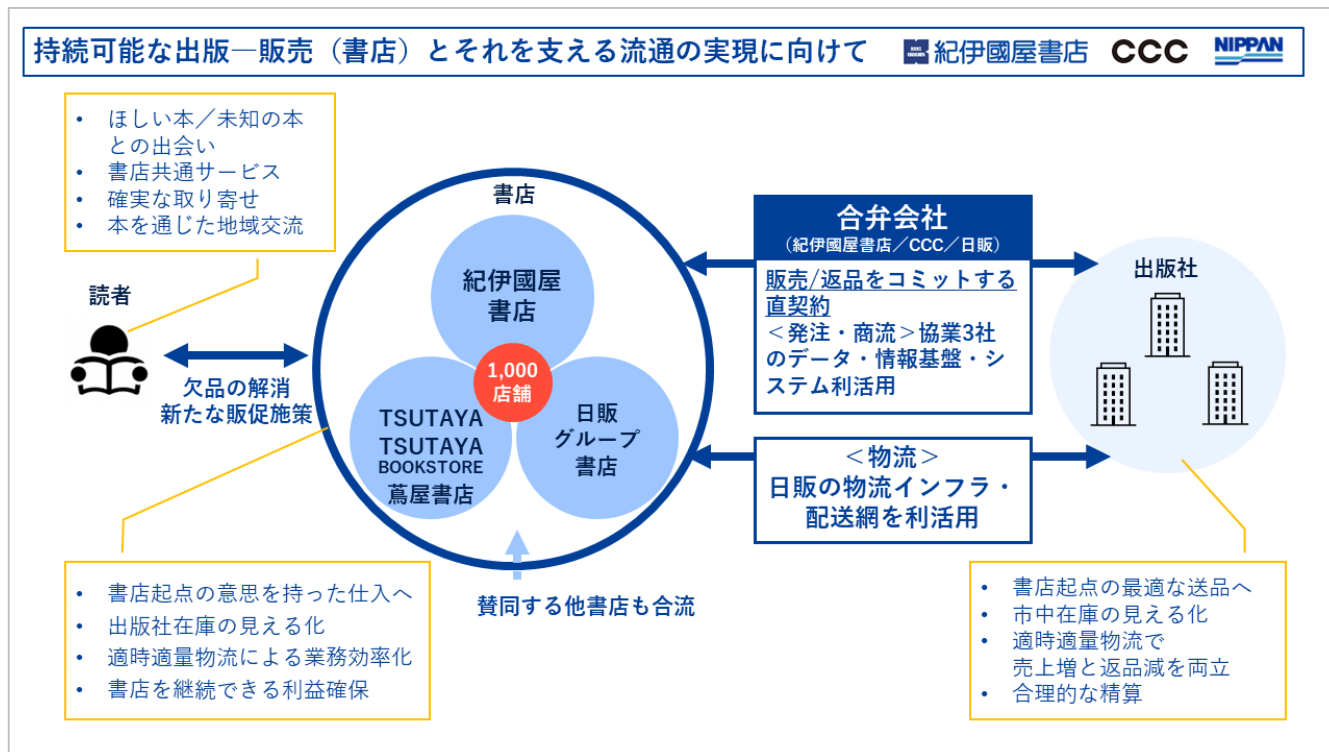 持続可能な出版―販売（書店）とそれを支える流通の実現に向けて
紀伊國屋書店
CCC
NIPPAN
• ほしい本／未知の本
との出会い
• 書店共通サービス
• 確実な取り寄せ
• 本を通じた地域交流
読者
欠品の解消
新たな販促施策
書店
紀伊國屋
書店
1,000
店舗
TSUTAYA
TSUTAYA
BOOKSTORE
蔦屋書店
日販
グループ
書店
賛同する他書店も合流
合弁会社
（紀伊國屋書店／CCC／日販）
販売/返品をコミットする
直契約
＜発注・商流＞協業3社
のデータ・情報基盤・シ
ステム利活用
＜物流＞
日販の物流インフラ・
配送網を利活用
出版社
• 書店起点の意思を持った仕入へ
• 出版社在庫の見える化
• 適時適量物流による業務効率化
• 書店を継続できる利益確保
• 書店起点の最適な送品へ
• 市中在庫の見える化
• 適時適量物流で
売上増と返品減を両立
• 合理的な精算